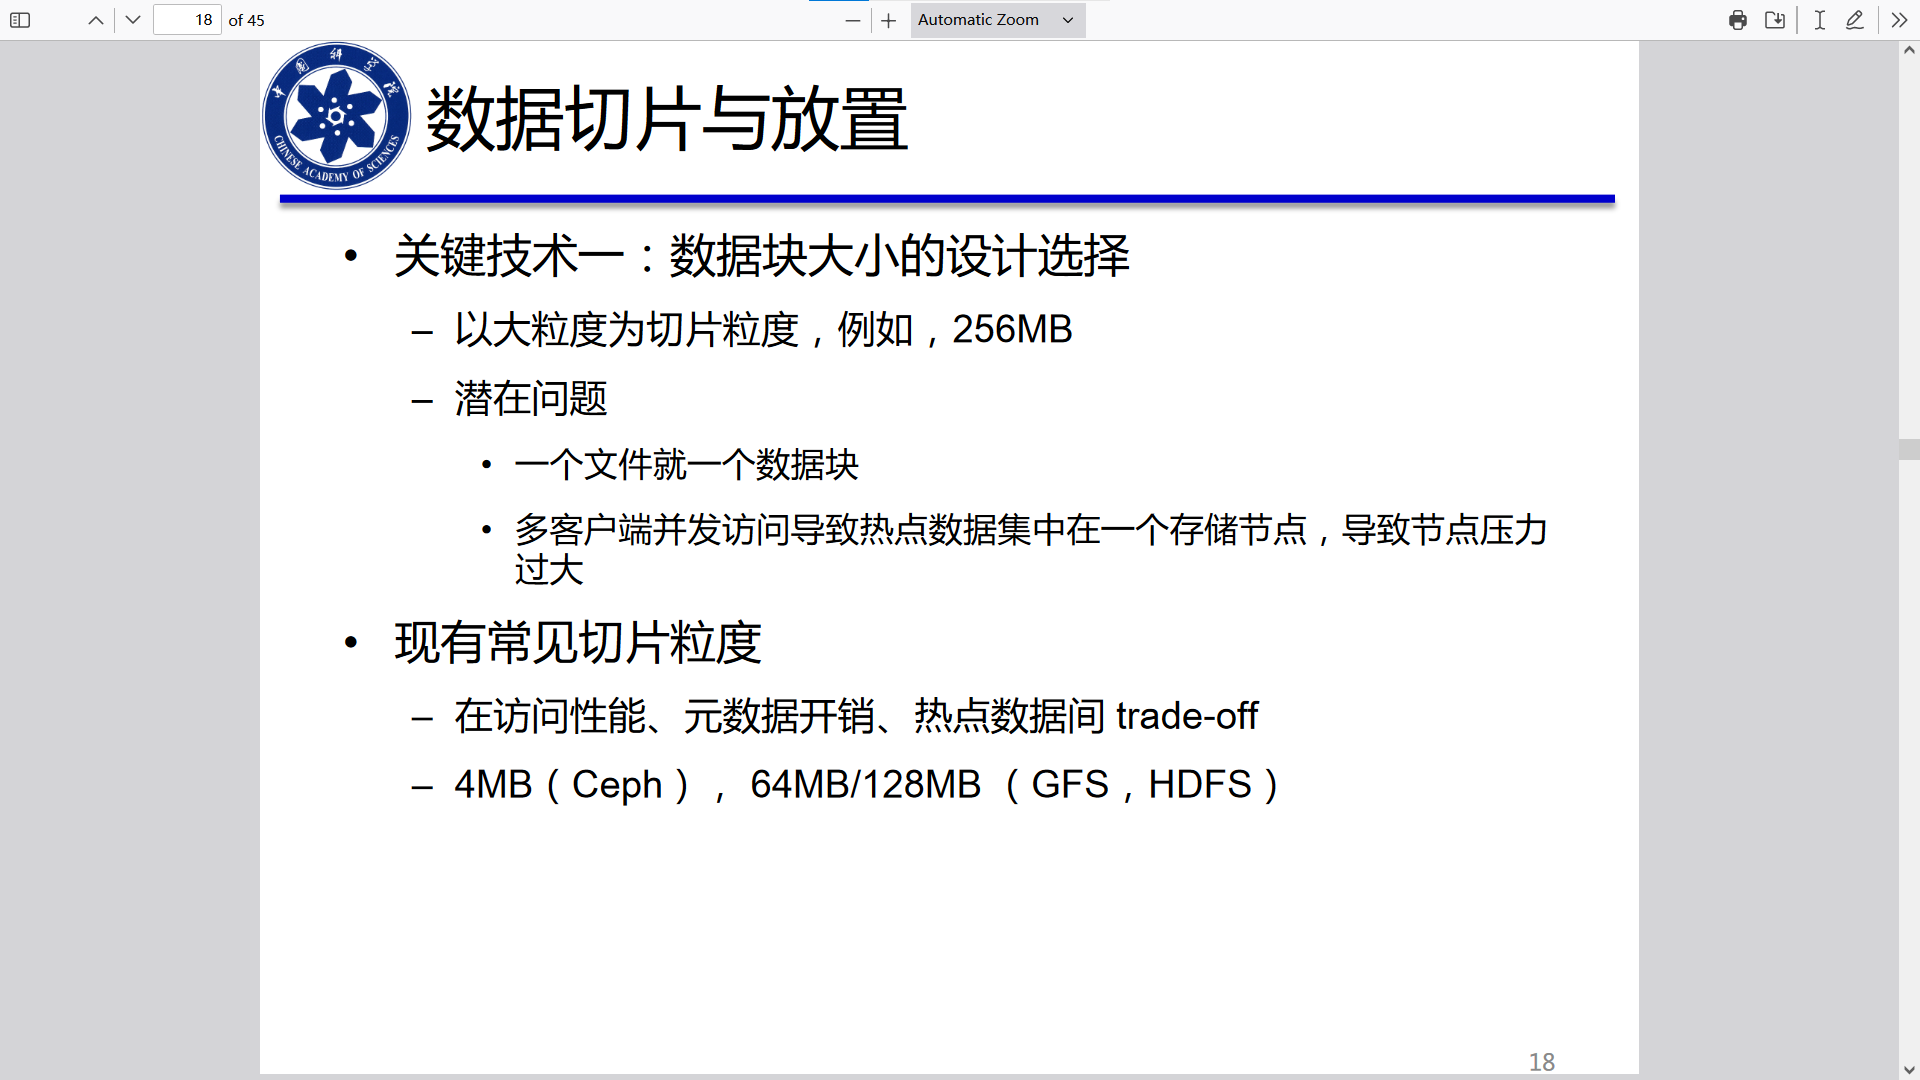 18 of 45
Automatic Zoom
中国科学院
CHINESE ACADEMY OF SCIENCES
数据切片与放置
• 关键技术一：数据块大小的设计选择
– 以大粒度为切片粒度，例如，256MB
– 潜在问题
• 一个文件就一个数据块
• 多客户端并发访问导致热点数据集中在一个存储节点，导致节点压力
过大
• 现有常见切片粒度
– 在访问性能、元数据开销、热点数据间 trade-off
– 4MB（Ceph），64MB/128MB （GFS，HDFS）
18